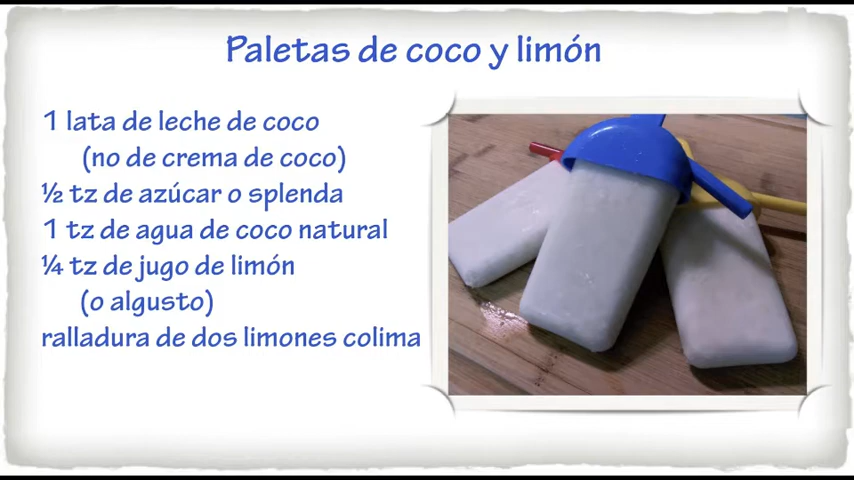 Paletas de coco y limón
1 lata de leche de coco
(no de crema de coco)
½ tz de azúcar o splenda
1 tz de agua de coco natural
¼ tz de jugo de limón
(o algusto)
ralladura de dos limones colima